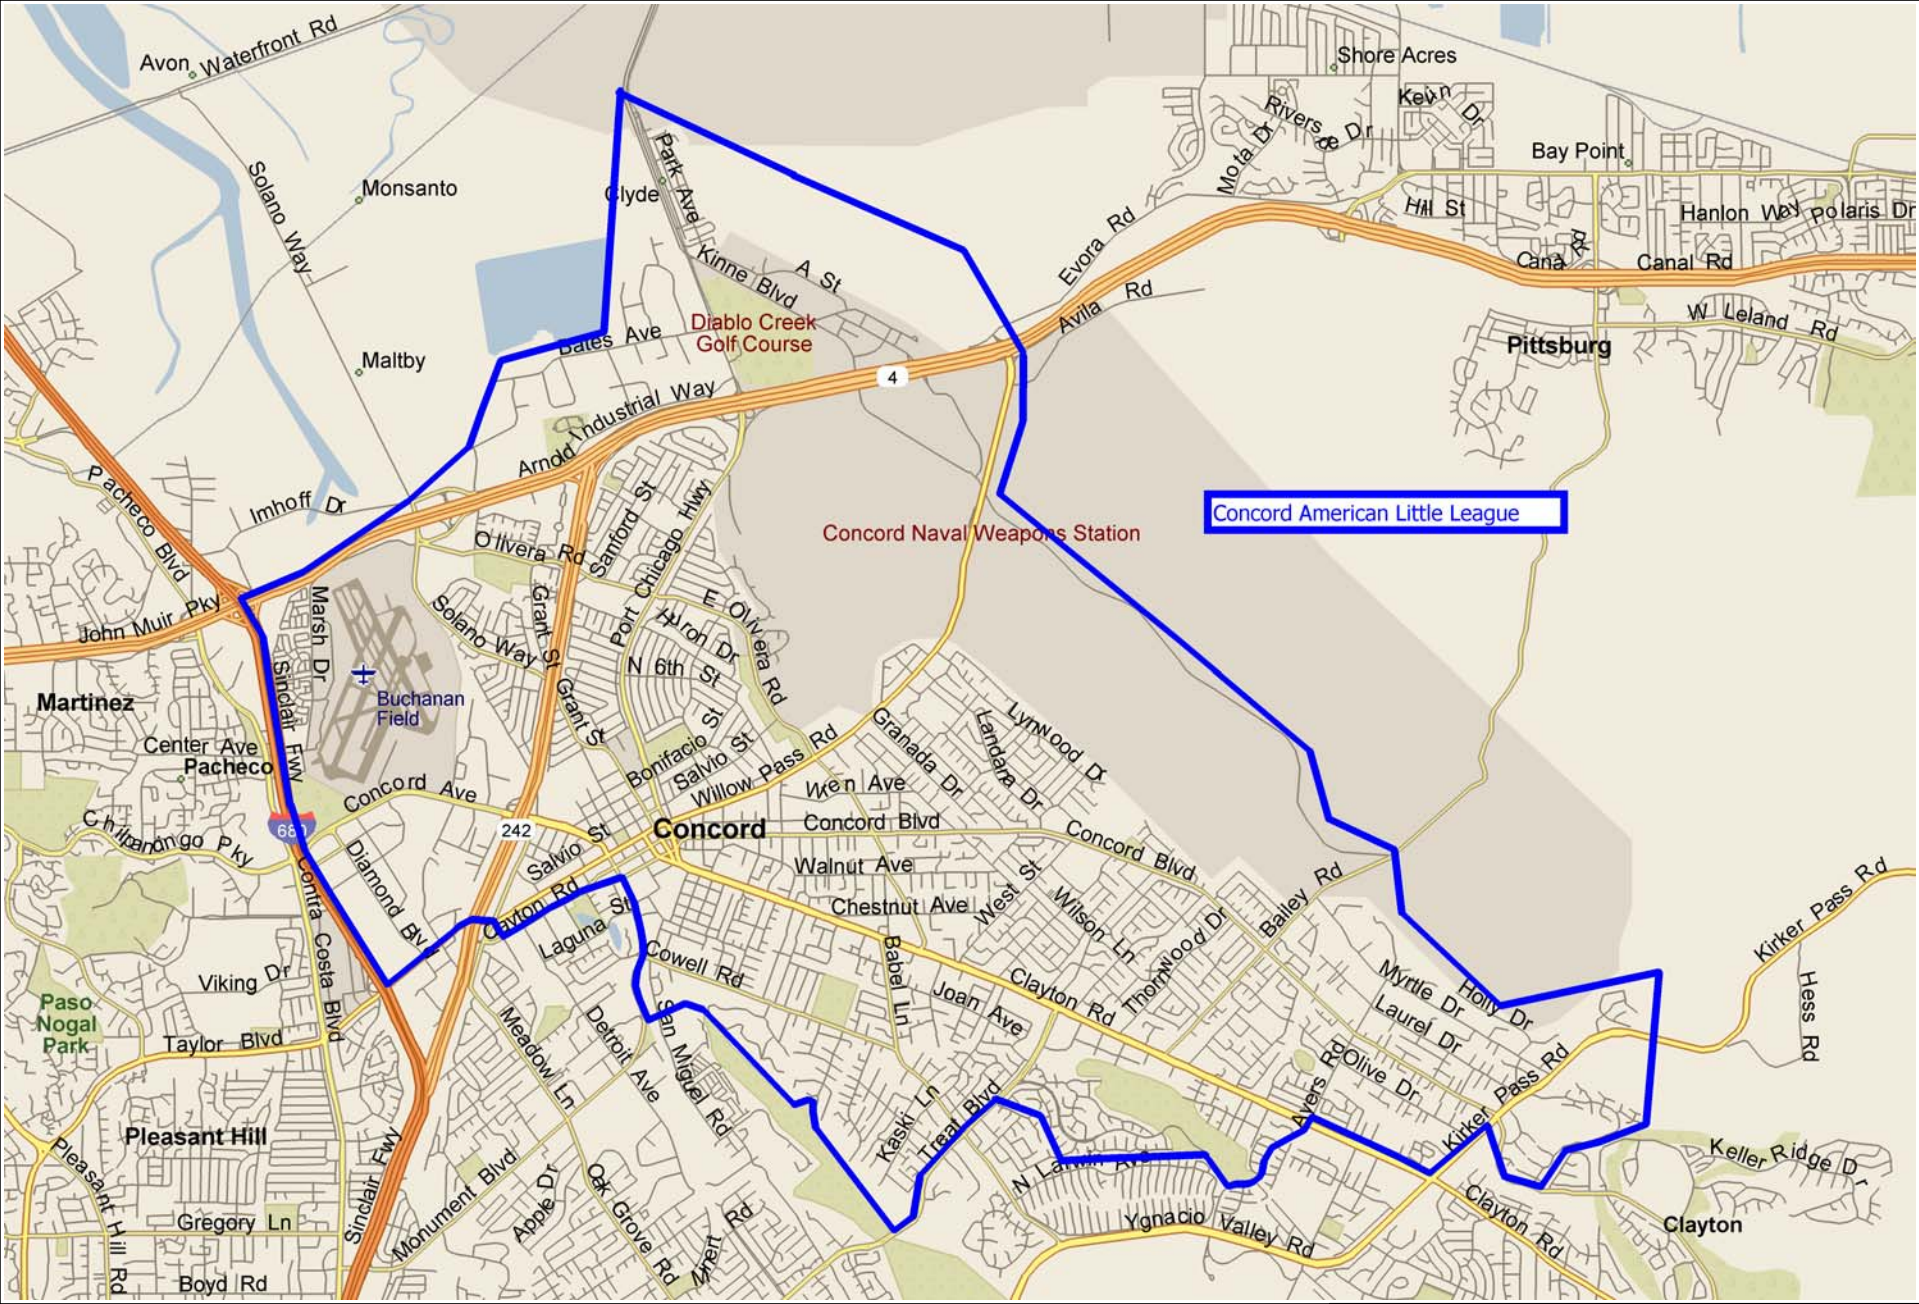 Avon
Waterfront Rd
Shore Acres
Kevin Dr
Riverside Dr
Mota Dr
Bay Point
Park Ave
Solano Way
Monsanto
Clyde
Hill St
Hanlon Way
Polaris Dr
Evora Rd
Kinne Blvd
A St
Canal Rd
Avila Rd
Diablo Creek
Golf Course
W Leland Rd
Bates Ave
Pittsburg
Maltby
4
Industrial Way
Arnold
Pacheco Blvd
Imhoff Dr
Concord American Little League
Sanford St
Port Chicago Hwy
Concord Naval Weapons Station
Olivera Rd
Grant St
E Olivera Rd
Huron Dr
John Muir Pky
Marsh Dr
Solano Way
N 6th St
Sinclair Fwy
Buchanan
Field
Martinez
Grant St
Bonifacio St
Salvio St
Granada Dr
Landana Dr
Lynwood Dr
Center Ave
Pacheco
Willow Pass Rd
Wren Ave
Concord Ave
Chilpancingo Pky
680
242
Salvio St
Concord
Concord Blvd
Concord Blvd
Diamond Blvd
Contra Costa Blvd
Walnut Ave
Chestnut Ave
West St
Wilson Ln
Bailey Rd
Clayton Rd
Laguna St
Cowell Rd
Babel Ln
Thornwood Dr
Kirker Pass Rd
Viking Dr
Paso
Nogal
Park
Joan Ave
Clayton Rd
Myrtle Dr
Holly Dr
Laurel Dr
Hess Rd
Taylor Blvd
Meadow Ln
Detroit Ave
San Miguel Rd
Olive Dr
Ayers Rd
Kirker Pass Rd
Kaski Ln
Treat Blvd
Pleasant Hill
Pleasant Hill Rd
Sinclair Fwy
Monument Blvd
Apple Dr
Oak Grove Rd
Minert Rd
N Larwin Ave
Keller Ridge Dr
Gregory Ln
Ygnacio Valley Rd
Clayton Rd
Clayton
Boyd Rd